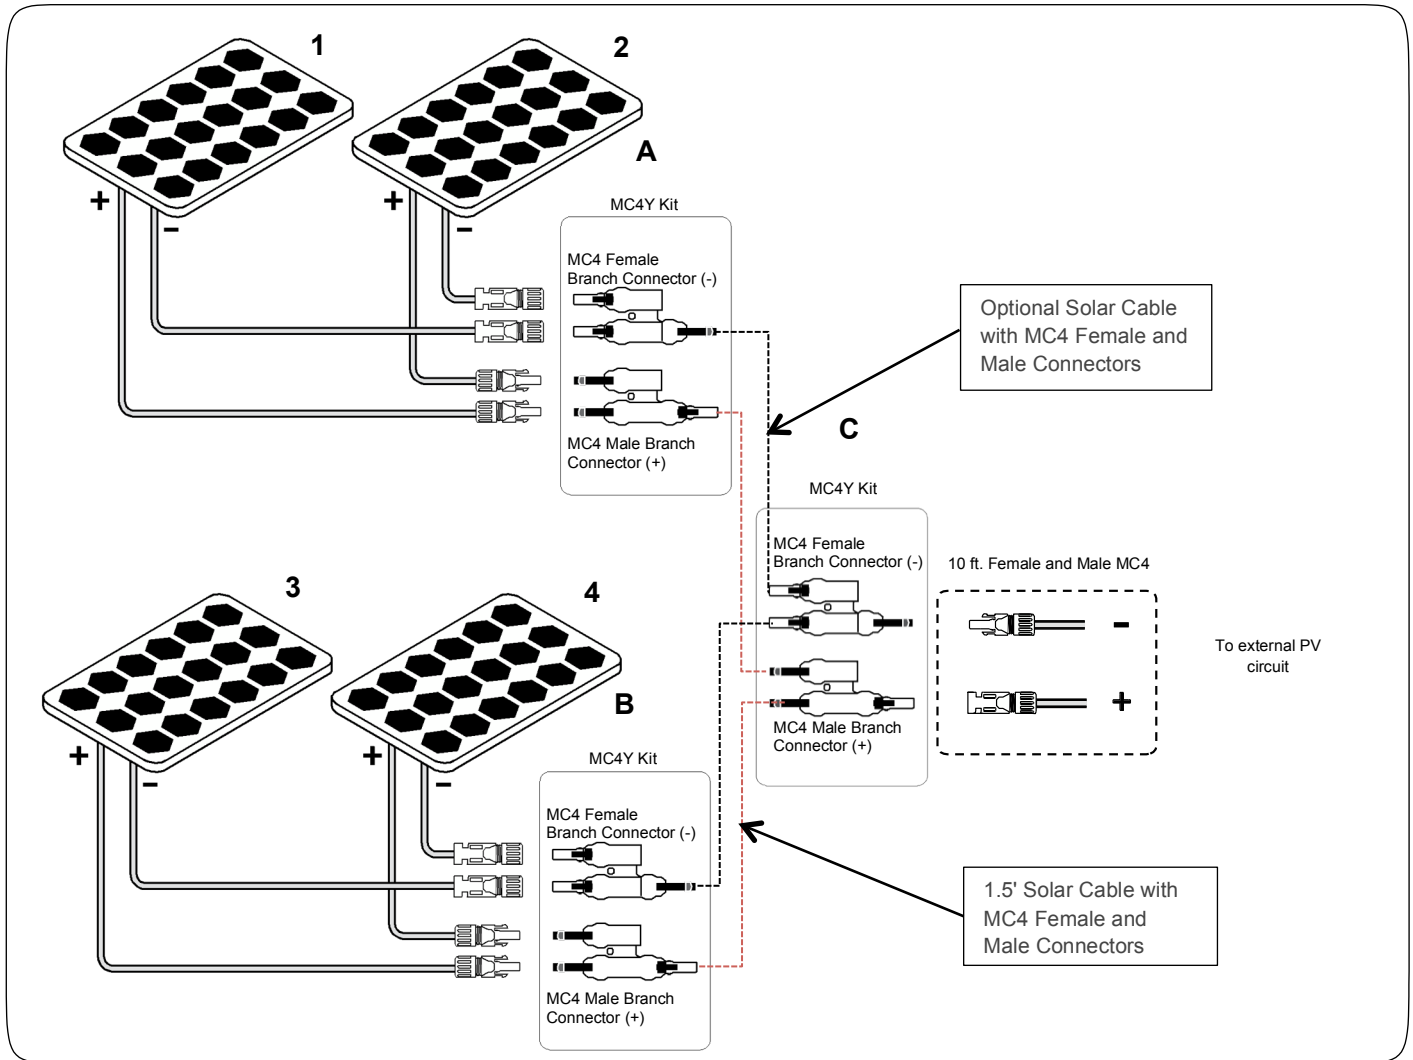 1
2
+
−
+
−
A
MC4Y Kit
MC4 Female
Branch Connector (-)
MC4 Male Branch
Connector (+)
Optional Solar Cable
with MC4 Female and
Male Connectors
C
MC4Y Kit
MC4 Female
Branch Connector (-)
MC4 Male Branch
Connector (+)
10 ft. Female and Male MC4
−
+
To external PV
circuit
3
4
+
−
+
−
B
MC4Y Kit
MC4 Female
Branch Connector (-)
MC4 Male Branch
Connector (+)
1.5' Solar Cable with
MC4 Female and
Male Connectors